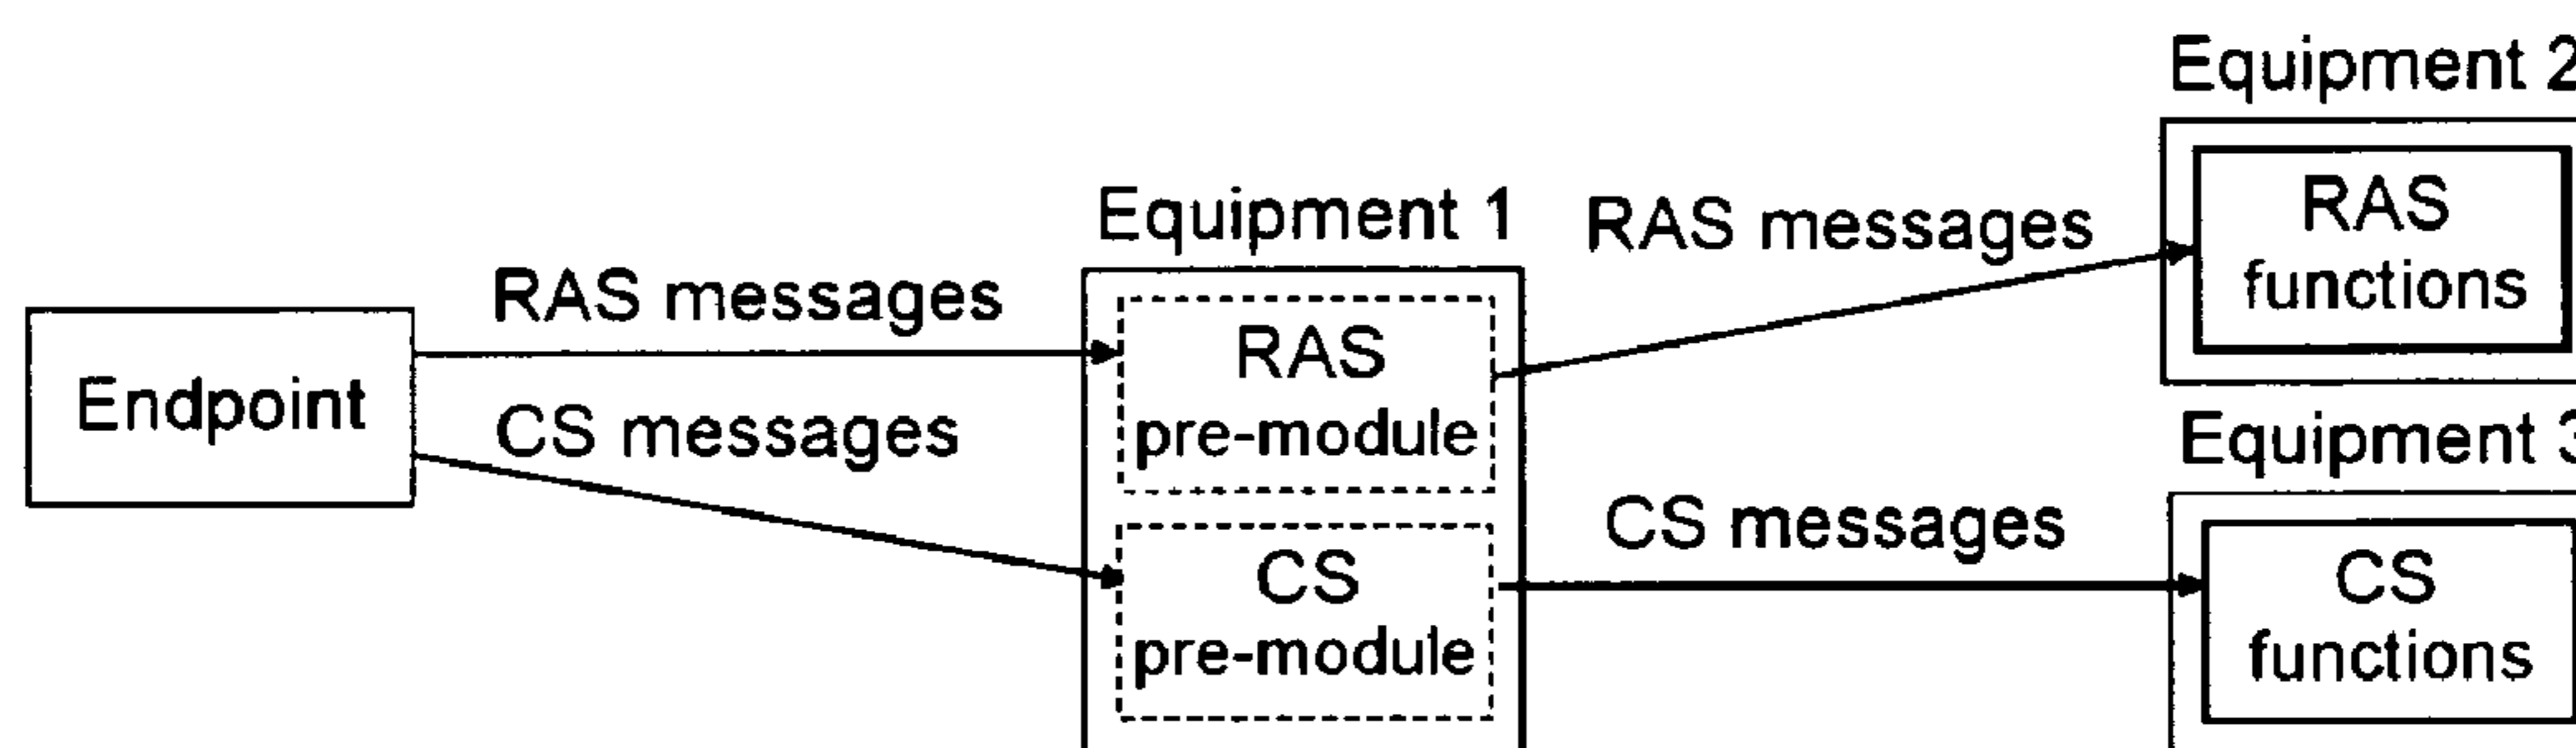 Equipment 2
RAS
functions
Equipment 1
RAS messages
RAS messages
RAS
pre-module
Endpoint
CS messages
Equipment 3
CS messages
CS
functions
CS
pre-module